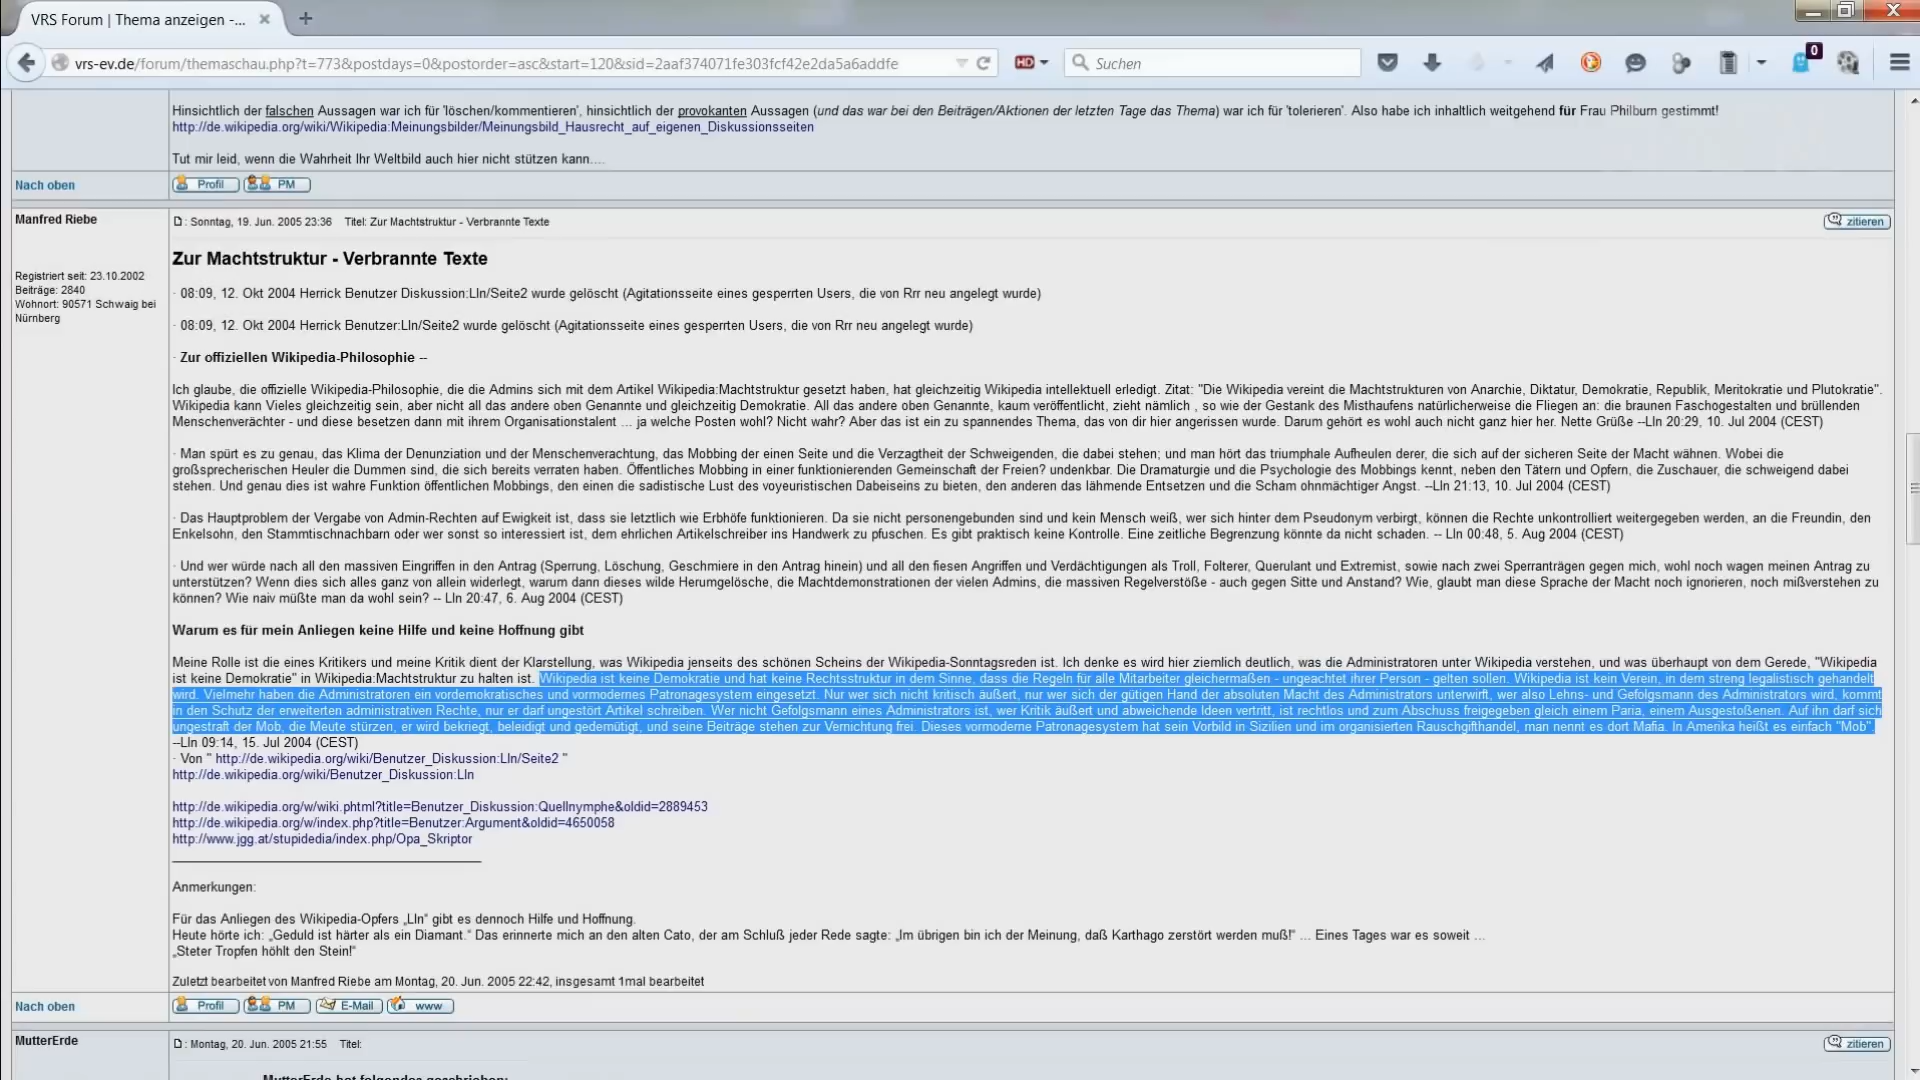 VRS Forum | Thema anzeigen -...
vrs-ev.de/forum/themaschau.php?t=773&postdays=0&postorder=asc&start=120&sid=2aaf374071fe303fcf42e2da5a6addfe
HD
Suchen
0
Hinsichtlich der falschen Aussagen war ich für 'löschen/kommentieren', hinsichtlich der provokanten Aussagen (und das war bei den Beiträgen/Aktionen der letzten Tage das Thema) war ich für 'tolerieren'. Also habe ich inhaltlich weitgehend für Frau Philburn gestimmt!
http://de.wikipedia.org/wiki/Wikipedia:Meinungsbilder/Meinungsbild_Hausrecht_auf_eigenen_Diskussionsseiten
Tut mir leid, wenn die Wahrheit Ihr Weltbild auch hier nicht stützen kann....
Nach oben
Profil PM
Manfred Riebe
: Sonntag, 19. Jun. 2005 23:36 Titel: Zur Machtstruktur - Verbrannte Texte
zitieren
Registriert seit: 23.10.2002
Beiträge: 2840
Wohnort: 90571 Schwaig bei
Nürnberg
Zur Machtstruktur - Verbrannte Texte
· 08:09, 12. Okt 2004 Herrick Benutzer Diskussion:Lln/Seite2 wurde gelöscht (Agitationsseite eines gesperrten Users, die von Rrr neu angelegt wurde)
· 08:09, 12. Okt 2004 Herrick Benutzer:Lln/Seite2 wurde gelöscht (Agitationsseite eines gesperrten Users, die von Rrr neu angelegt wurde)
· Zur offiziellen Wikipedia-Philosophie --
Ich glaube, die offizielle Wikipedia-Philosophie, die die Admins sich mit dem Artikel Wikipedia:Machtstruktur gesetzt haben, hat gleichzeitig Wikipedia intellektuell erledigt. Zitat: "Die Wikipedia vereint die Machtstrukturen von Anarchie, Diktatur, Demokratie, Republik, Meritokratie und Plutokratie".
Wikipedia kann Vieles gleichzeitig sein, aber nicht all das andere oben Genannte und gleichzeitig Demokratie. All das andere oben Genannte, kaum veröffentlicht, zieht nämlich , so wie der Gestank des Misthaufens natürlicherweise die Fliegen an: die braunen Faschogestalten und brüllenden
Menschenverächter - und diese besetzen dann mit ihrem Organisationstalent ... ja welche Posten wohl? Nicht wahr? Aber das ist ein zu spannendes Thema, das von dir hier angerissen wurde. Darum gehört es wohl auch nicht ganz hier her. Nette Grüße --Lln 20:29, 10. Jul 2004 (CEST)
· Man spürt es zu genau, das Klima der Denunziation und der Menschenverachtung, das Mobbing der einen Seite und die Verzagtheit der Schweigenden, die dabei stehen; und man hört das triumphale Aufheulen derer, die sich auf der sicheren Seite der Macht wähnen. Wobei die
großsprecherischen Heuler die Dummen sind, die sich bereits verraten haben. Öffentliches Mobbing in einer funktionierenden Gemeinschaft der Freien? undenkbar. Die Dramaturgie und die Psychologie des Mobbings kennt, neben den Tätern und Opfern, die Zuschauer, die schweigend dabei
stehen. Und genau dies ist wahre Funktion öffentlichen Mobbings, den einen die sadistische Lust des voyeuristischen Dabeiseins zu bieten, den anderen das lähmende Entsetzen und die Scham ohnmächtiger Angst. --Lln 21:13, 10. Jul 2004 (CEST)
· Das Hauptproblem der Vergabe von Admin-Rechten auf Ewigkeit ist, dass sie letztlich wie Erbhöfe funktionieren. Da sie nicht personengebunden sind und kein Mensch weiß, wer sich hinter dem Pseudonym verbirgt, können die Rechte unkontrolliert weitergegeben werden, an die Freundin, den
Enkelsohn, den Stammtischnachbarn oder wer sonst so interessiert ist, dem ehrlichen Artikelschreiber ins Handwerk zu pfuschen. Es gibt praktisch keine Kontrolle. Eine zeitliche Begrenzung könnte da nicht schaden. -- Lln 00:48, 5. Aug 2004 (CEST)
· Und wer würde nach all den massiven Eingriffen in den Antrag (Sperrung, Löschung, Geschmiere in den Antrag hinein) und all den fiesen Angriffen und Verdächtigungen als Troll, Folterer, Querulant und Extremist, sowie nach zwei Sperranträgen gegen mich, wohl noch wagen meinen Antrag zu
unterstützen? Wenn dies sich alles ganz von allein widerlegt, warum dann dieses wilde Herumgelösche, die Machtdemonstrationen der vielen Admins, die massiven Regelverstöße - auch gegen Sitte und Anstand? Wie, glaubt man diese Sprache der Macht noch ignorieren, noch mißverstehen zu
können? Wie naiv müßte man da wohl sein? -- Lln 20:47, 6. Aug 2004 (CEST)
Warum es für mein Anliegen keine Hilfe und keine Hoffnung gibt
Meine Rolle ist die eines Kritikers und meine Kritik dient der Klarstellung, was Wikipedia jenseits des schönen Scheins der Wikipedia-Sonntagsreden ist. Ich denke es wird hier ziemlich deutlich, was die Administratoren unter Wikipedia verstehen, und was überhaupt von dem Gerede, "Wikipedia
ist keine Demokratie" in Wikipedia:Machtstruktur zu halten ist. Wikipedia ist keine Demokratie und hat keine Rechtsstruktur in dem Sinne, dass die Regeln für alle Mitarbeiter gleichermaßen - ungeachtet ihrer Person - gelten sollen. Wikipedia ist kein Verein, in dem streng legalistisch gehandelt
wird. Vielmehr haben die Administratoren ein vordemokratisches und vormodernes Patronagesystem eingesetzt. Nur wer sich nicht kritisch äußert, nur wer sich der gütigen Hand der absoluten Macht des Administrators unterwirft, wer also Lehns- und Gefolgsmann des Administrators wird, kommt
in den Schutz der erweiterten administrativen Rechte, nur er darf ungestört Artikel schreiben. Wer nicht Gefolgsmann eines Administrators ist, wer Kritik äußert und abweichende Ideen vertritt, ist rechtlos und zum Abschuss freigegeben gleich einem Paria, einem Ausgestoßenen. Auf ihn darf sich
ungestraft der Mob, die Meute stürzen, er wird bekriegt, beleidigt und gedemütigt, und seine Beiträge stehen zur Vernichtung frei. Dieses vormoderne Patronagesystem hat sein Vorbild in Sizilien und im organisierten Rauschgifthandel, man nennt es dort Mafia. In Amerika heißt es einfach "Mob".
--Lln 09:14, 15. Jul 2004 (CEST)
· Von " http://de.wikipedia.org/wiki/Benutzer_Diskussion:Lln/Seite2 "
http://de.wikipedia.org/wiki/Benutzer_Diskussion:Lln
http://de.wikipedia.org/w/wiki.phtml?title=Benutzer_Diskussion:Quellnymphe&oldid=2889453
http://de.wikipedia.org/w/index.php?title=Benutzer:Argument&oldid=4650058
http://www.jgg.at/stupidedia/index.php/Opa_Skriptor
Anmerkungen:
Für das Anliegen des Wikipedia-Opfers „Lln“ gibt es dennoch Hilfe und Hoffnung.
Heute hörte ich: „Geduld ist härter als ein Diamant.“ Das erinnerte mich an den alten Cato, der am Schluß jeder Rede sagte: „Im übrigen bin ich der Meinung, daß Karthago zerstört werden muß!“ ... Eines Tages war es soweit ...
„Steter Tropfen höhlt den Stein!“
Zuletzt bearbeitet von Manfred Riebe am Montag, 20. Jun. 2005 22:42, insgesamt 1mal bearbeitet
Nach oben
Profil PM E-Mail www
MutterErde
: Montag, 20. Jun. 2005 21:55 Titel:
zitieren
MutterErde hat folgendes geschrieben: